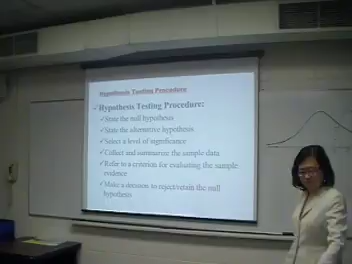 Hypothesis Testing Procedure
✓Hypothesis Testing Procedure:
✓State the null hypothesis
✓State the alternative hypothesis
✓Select a level of significance
✓Collect and summarize the sample data
✓Refer to a criterion for evaluating the sample
evidence
✓Make a decision to reject/retain the null
hypothesis